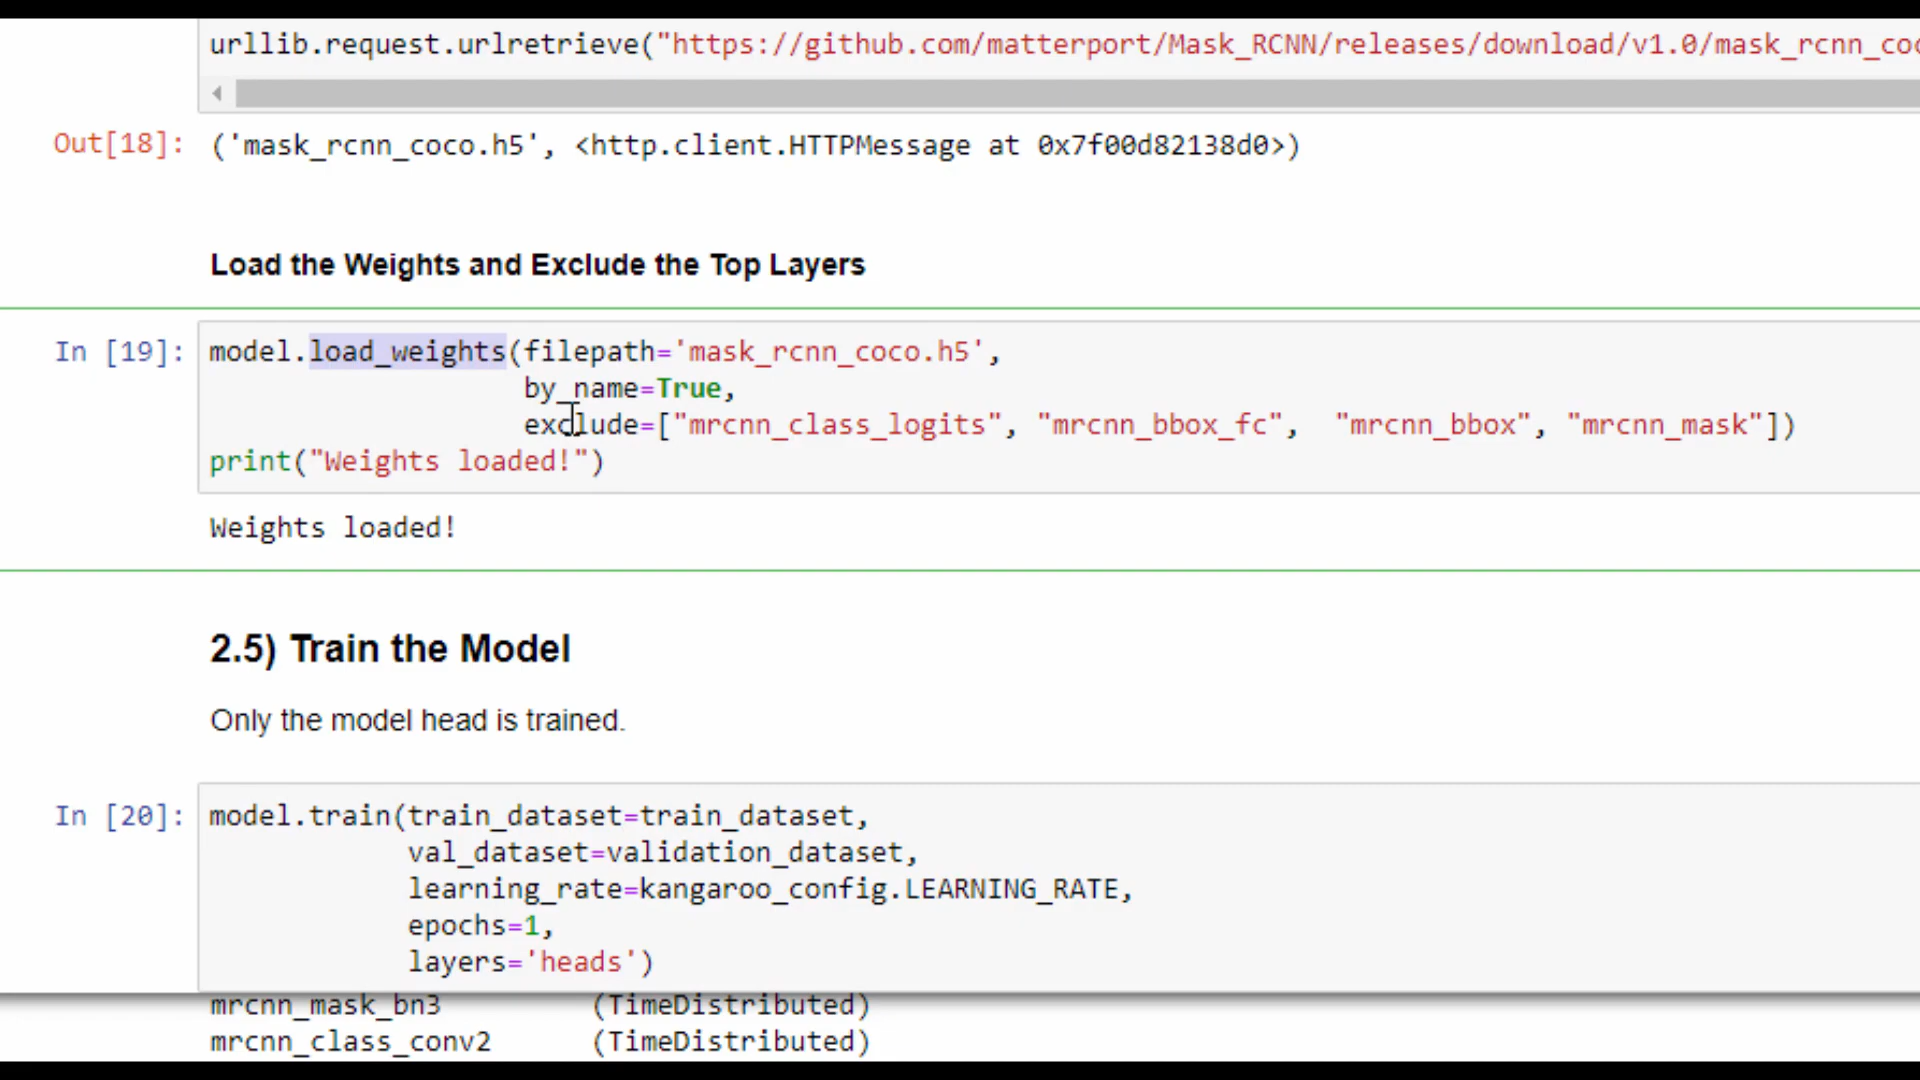 urllib.request.urlretrieve("https://github.com/matterport/Mask_RCNN/releases/download/v1.0/mask_rcnn_coc
Out[18]: ('mask_rcnn_coco.h5', <http.client.HTTPMessage at 0x7f00d82138d0>)
Load the Weights and Exclude the Top Layers
In [19]: model.load_weights(filepath='mask_rcnn_coco.h5',
by_name=True,
exclude=["mrcnn_class_logits", "mrcnn_bbox_fc",  "mrcnn_bbox", "mrcnn_mask"])
print("Weights loaded!")
Weights loaded!
2.5) Train the Model
Only the model head is trained.
In [20]: model.train(train_dataset=train_dataset,
val_dataset=validation_dataset,
learning_rate=kangaroo_config.LEARNING_RATE,
epochs=1,
layers='heads')
mrcnn_mask_bn3 (TimeDistributed)
mrcnn_class_conv2 (TimeDistributed)